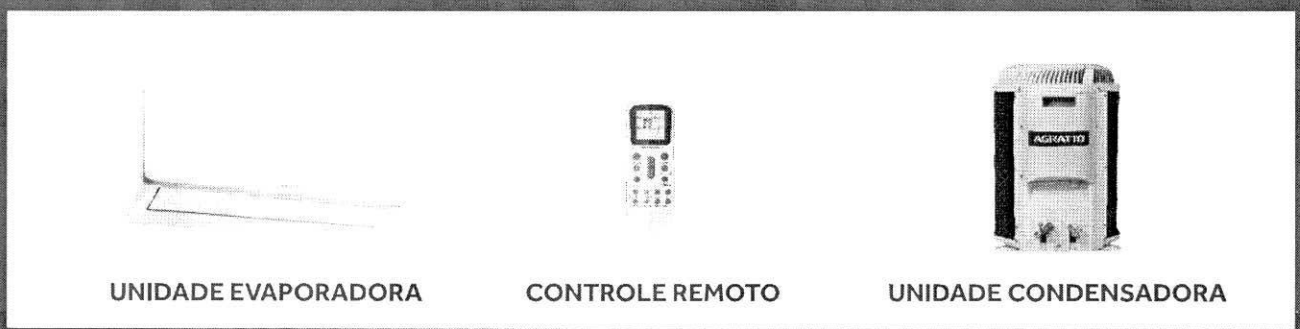 AGRATTO
UNIDADE EVAPORADORA
CONTROLE REMOTO
UNIDADE CONDENSADORA